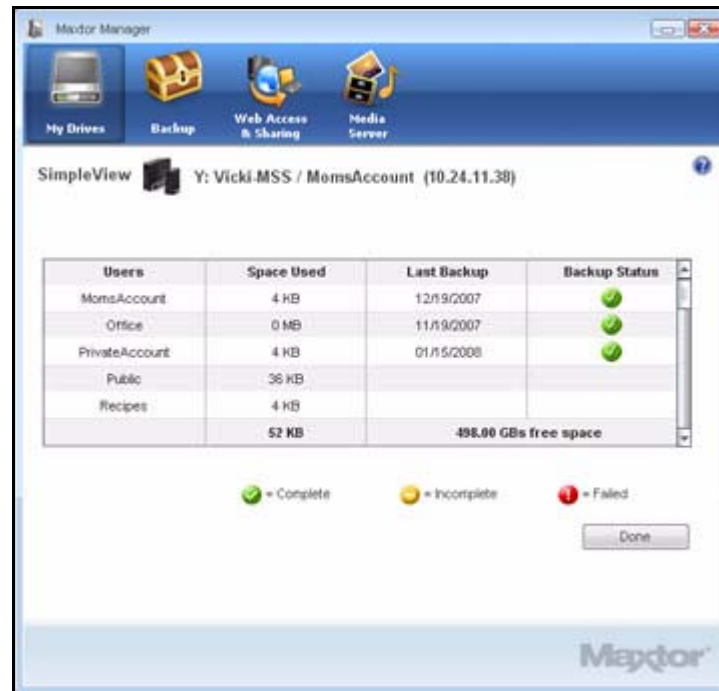 Maxtor Manager
My Drives
Backup
Web Access
& Sharing
Media
Server
SimpleView
Y: Vicki-MSS / MomsAccount (10.24.11.38)
Users Space Used Last Backup Backup Status
MomsAccount 4 KB 12/19/2007
Office 0 MB 11/19/2007
PrivateAccount 4 KB 01/15/2008
Public 36 KB
Recipes 4 KB
52 KB 498.00 GBs free space
= Complete = Incomplete = Failed
Done
Maxtor